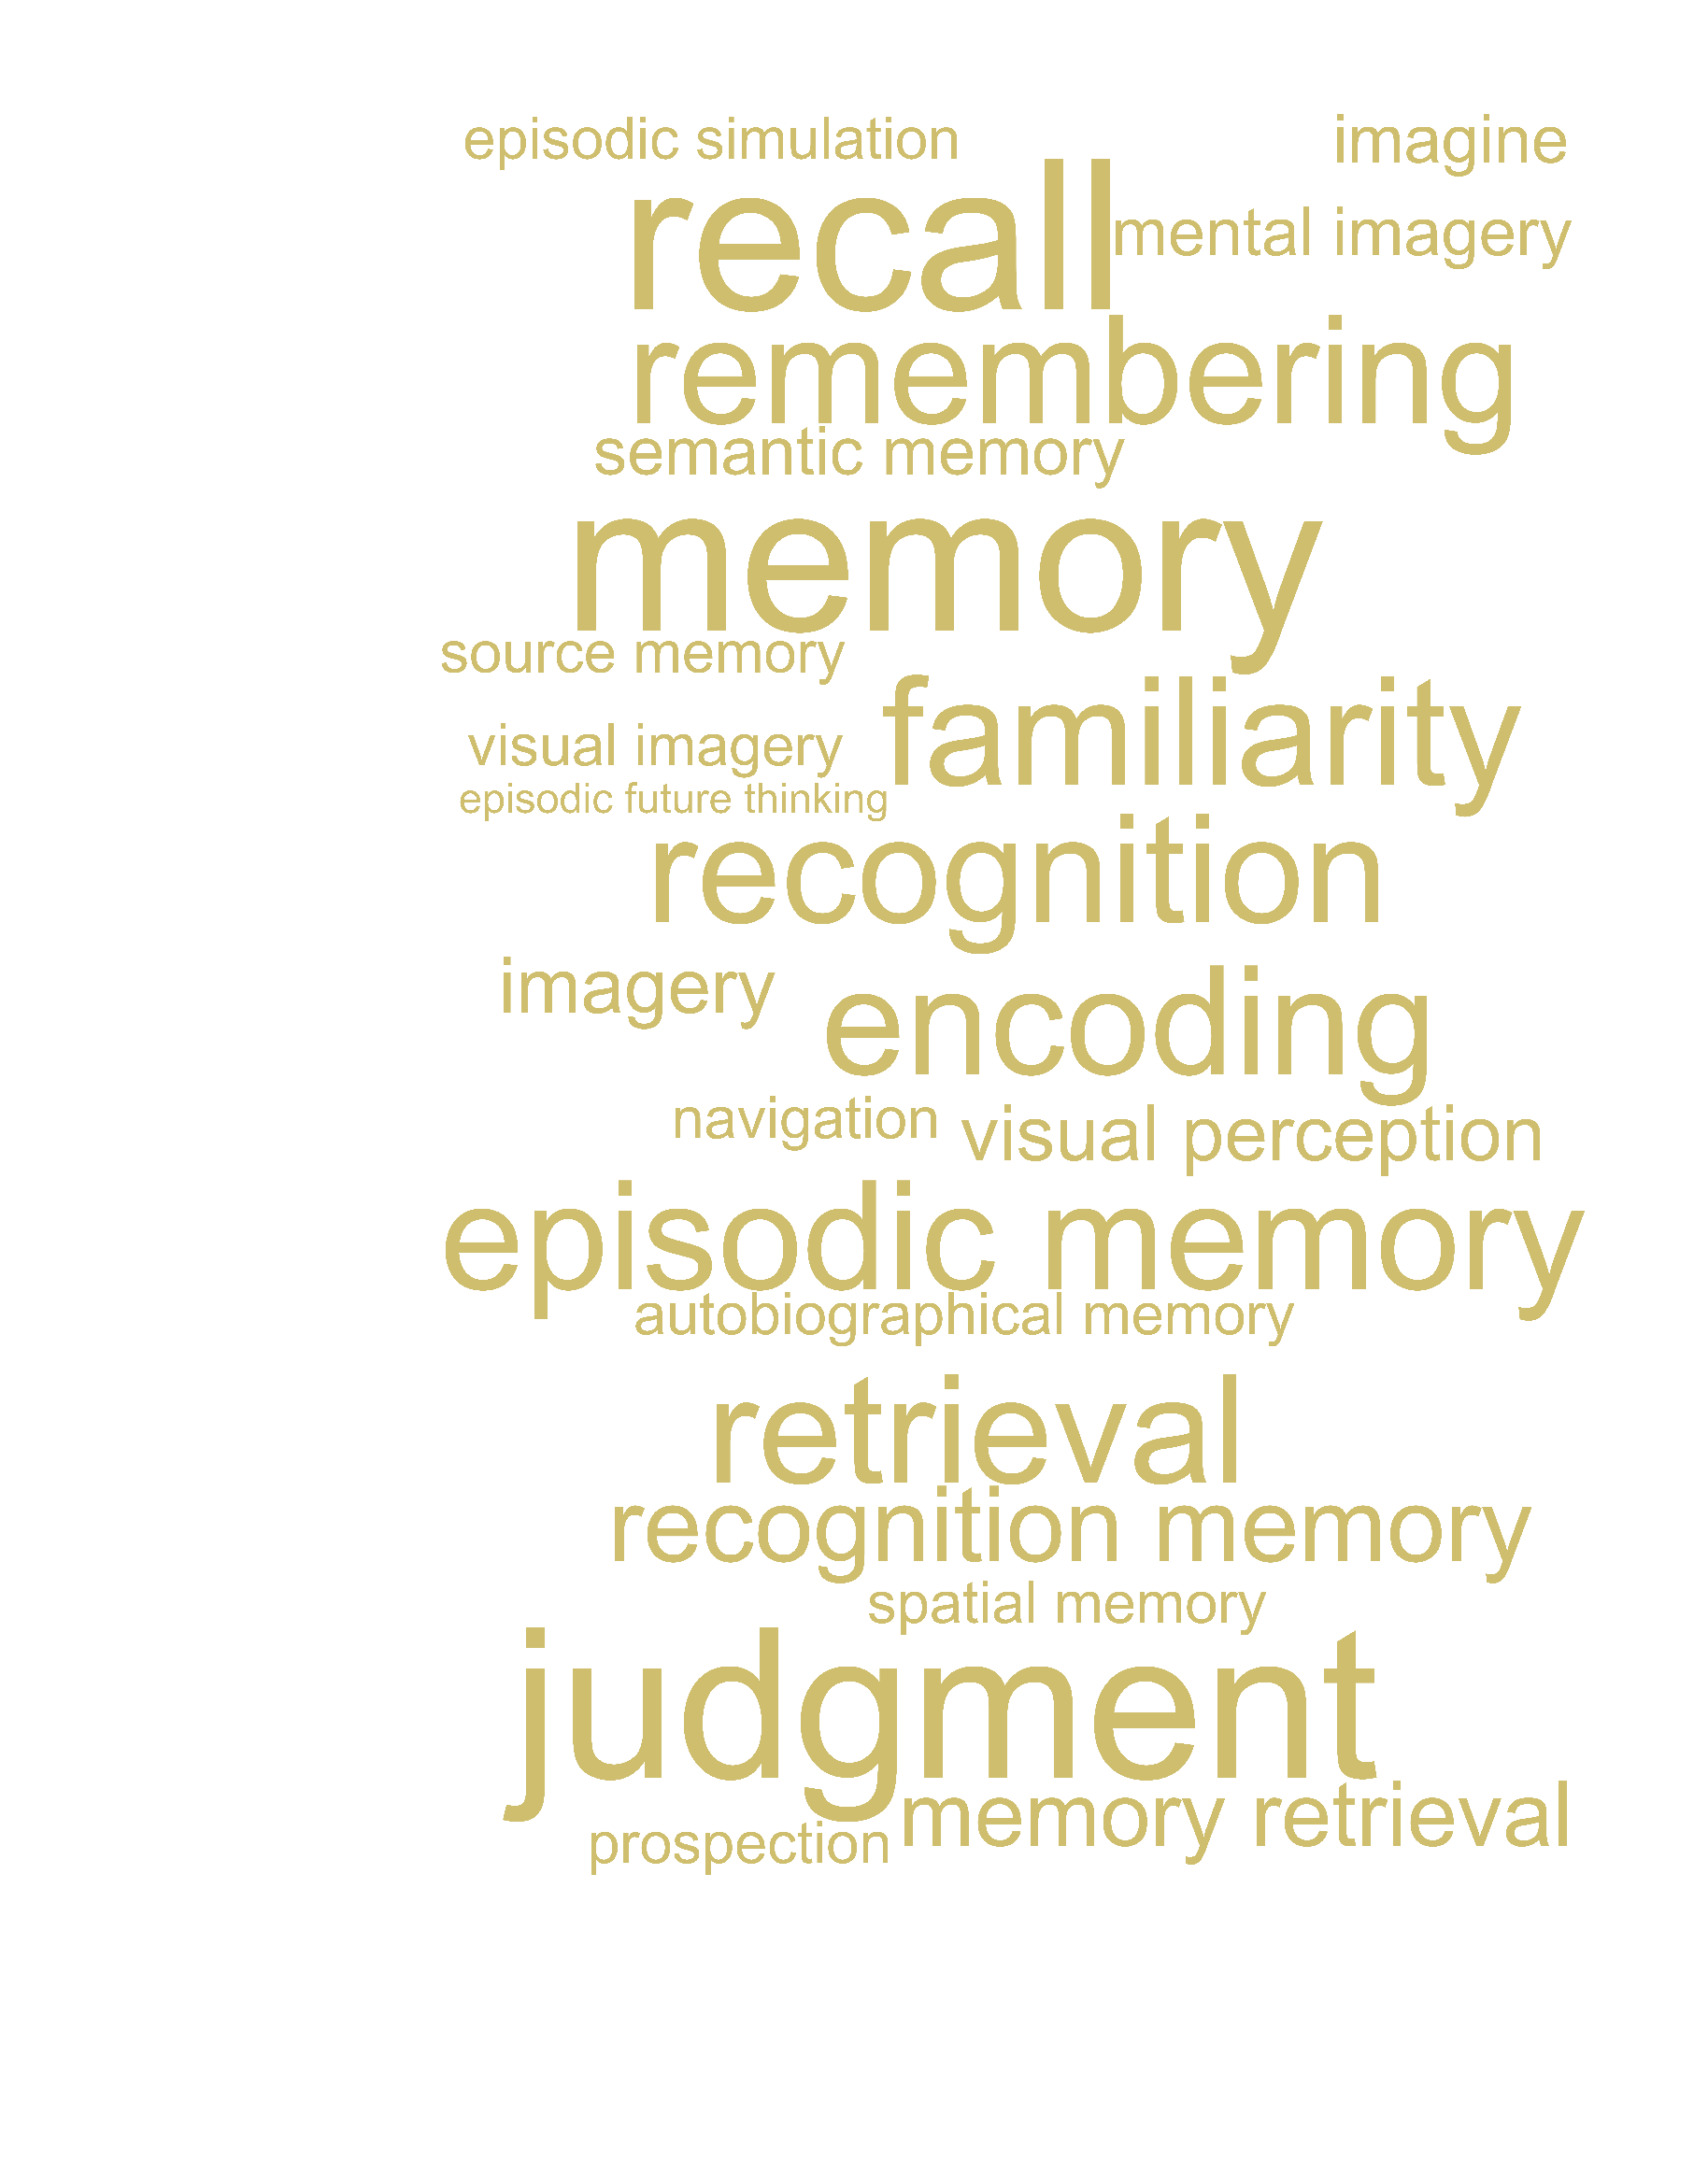 episodic simulation
imagine
recall
mental imagery
remembering
semantic memory
memory
source memory
familiarity
visual imagery
episodic future thinking
recognition
imagery
encoding
navigation
visual perception
episodic memory
autobiographical memory
retrieval
recognition memory
spatial memory
judgment
memory retrieval
prospection